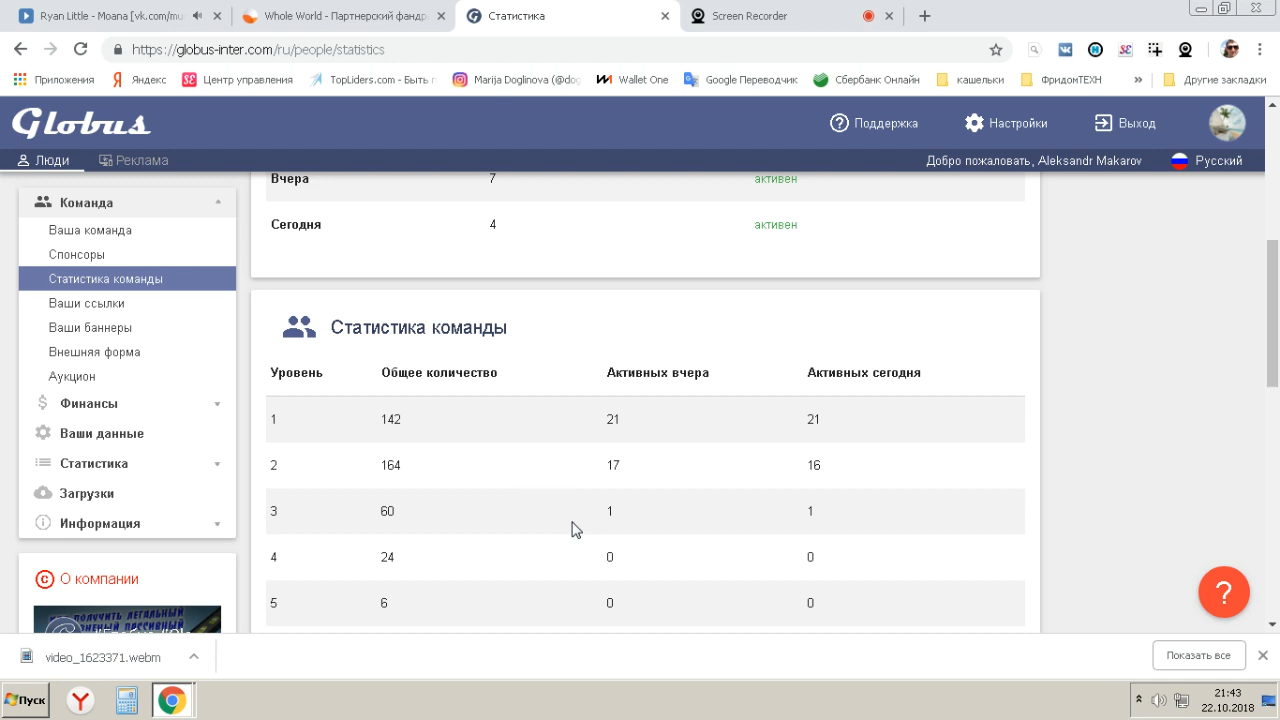 Ryan Little - Moana [vk.com/mu
Whole World - Партнерский фандр
Статистика
Screen Recorder
https://globus-inter.com/ru/people/statistics
Приложения
Яндекс
Центр управления
TopLiders.com - Быть п
Marija Doglinova (@dog
Wallet One
Google Переводчик
Сбербанк Онлайн
кашельки
ФридомТЕХН
»
Другие закладки
Globus
Поддержка
Настройки
Выход
Люди
Реклама
Добро пожаловать, Aleksandr Makarov
Русский
Команда
Ваша команда
Спонсоры
Статистика команды
Ваши ссылки
Ваши баннеры
Внешняя форма
Аукцион
Финансы
Ваши данные
Статистика
Загрузки
Информация
О компании
Вчера 7 активен
Сегодня 4 активен
Статистика команды
Уровень Общее количество Активных вчера Активных сегодня
1 142 21 21
2 164 17 16
3 60 1 1
4 24 0 0
5 6 0 0
?
video_1623371.webm
Показать все
Пуск
21:43
22.10.2018